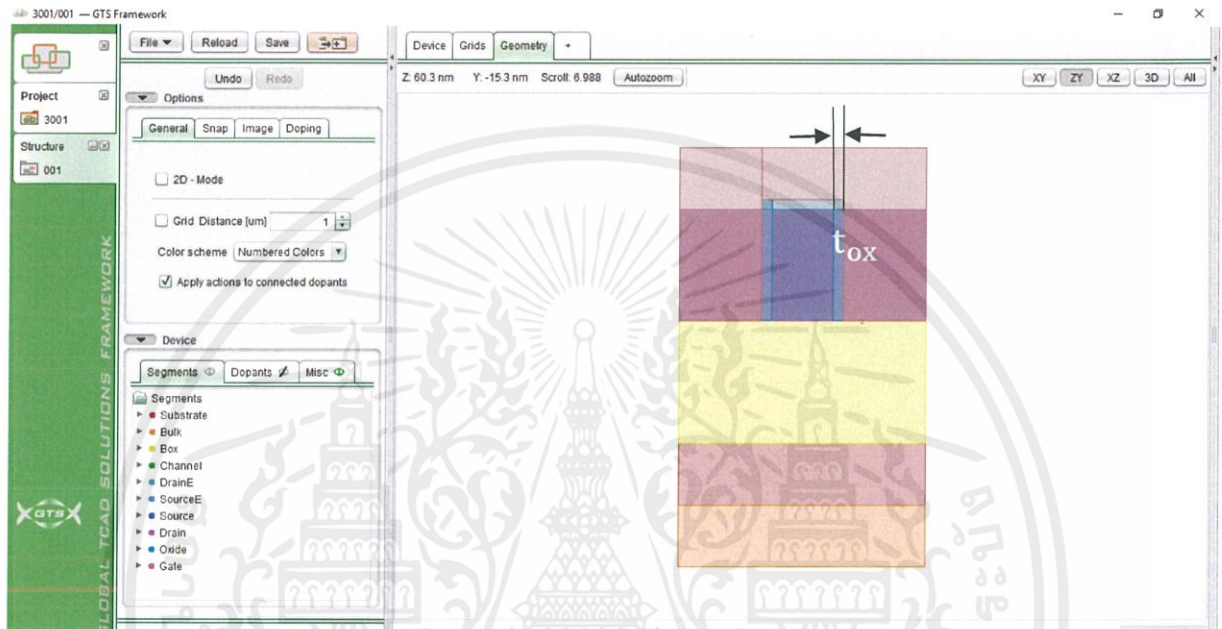 3001/001 — GTS Framework
File Reload Save
Device Grids Geometry +
Undo Redo
Z: 60.3 nm Y: -15.3 nm Scroll: 6.988 Autozoom
XY ZY XZ 3D All
Project
3001
Structure
001
Options
General Snap Image Doping
2D - Mode
Grid Distance [um] 1
Color scheme Numbered Colors
Apply actions to connected dopants
Device
Segments Dopants Misc
Segments
Substrate
Bulk
Box
Channel
DrainE
SourceE
Source
Drain
Oxide
Gate
tox
GTS
GLOBAL TCAD SOLUTIONS FRAMEWORK